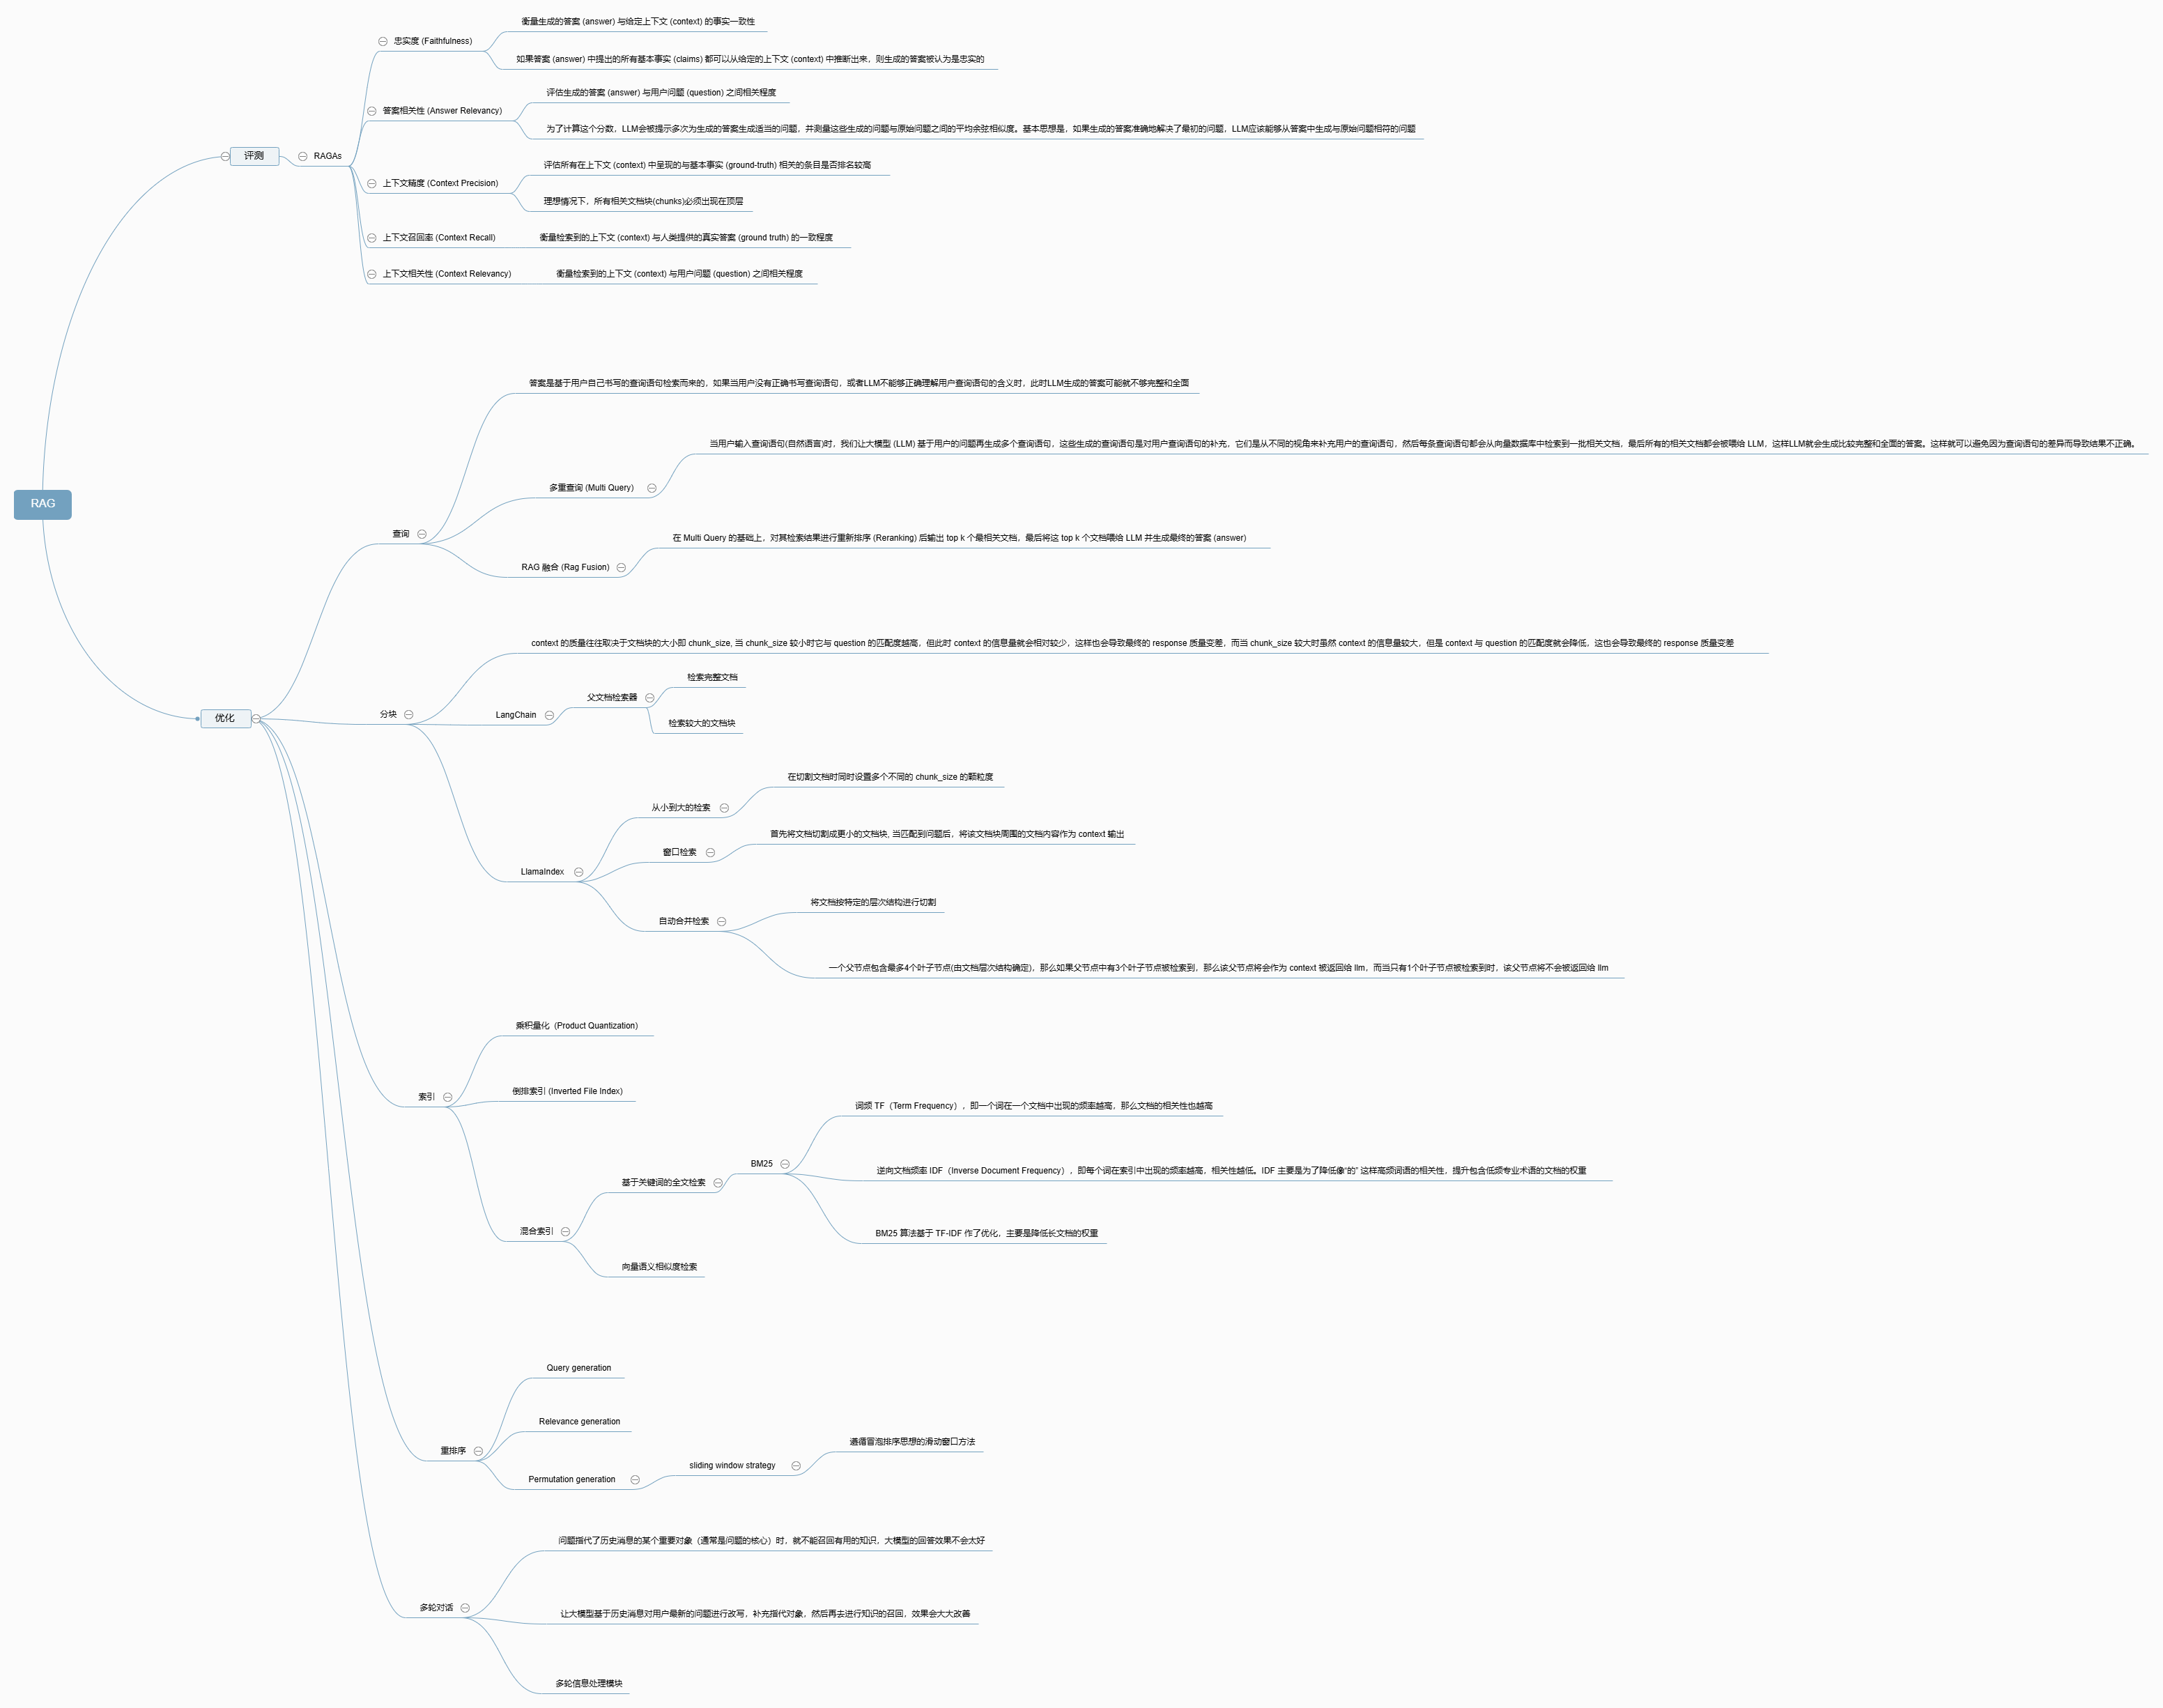 RAG
评测
RAGAs
忠实度 (Faithfulness)
衡量生成的答案 (answer) 与给定上下文 (context) 的事实一致性
如果答案 (answer) 中提出的所有基本事实 (claims) 都可以从给定的上下文 (context) 中推断出来，则生成的答案被认为是忠实的
答案相关性 (Answer Relevancy)
评估生成的答案 (answer) 与用户问题 (question) 之间相关程度
为了计算这个分数，LLM会被提示多次为生成的答案生成适当的问题，并测量这些生成的问题与原始问题之间的平均余弦相似度。基本思想是，如果生成的答案准确地解决了最初的问题，LLM应该能够从答案中生成与原始问题相符的问题
上下文精度 (Context Precision)
评估所有在上下文 (context) 中呈现的与基本事实 (ground-truth) 相关的条目是否排名较高
理想情况下，所有相关文档块(chunks)必须出现在顶层
上下文召回率 (Context Recall)
衡量检索到的上下文 (context) 与人类提供的真实答案 (ground truth) 的一致程度
上下文相关性 (Context Relevancy)
衡量检索到的上下文 (context) 与用户问题 (question) 之间相关程度
优化
查询
答案是基于用户自己书写的查询语句检索而来的，如果当用户没有正确书写查询语句，或者LLM不能够正确理解用户查询语句的含义时，此时LLM生成的答案可能就不够完整和全面
多重查询 (Multi Query)
当用户输入查询语句(自然语言)时，我们让大模型 (LLM) 基于用户的问题再生成多个查询语句，这些生成的查询语句是对用户查询语句的补充，它们是从不同的视角来补充用户的查询语句，然后每条查询语句都会从向量数据库中检索到一批相关文档，最后所有的相关文档都会被喂给 LLM，这样LLM就会生成比较完整和全面的答案。这样就可以避免因为查询语句的差异而导致结果不正确。
RAG 融合 (Rag Fusion)
在 Multi Query 的基础上，对其检索结果进行重新排序 (Reranking) 后输出 top k 个最相关文档，最后将这 top k 个文档喂给 LLM 并生成最终的答案 (answer)
分块
context 的质量往往取决于文档块的大小即 chunk_size, 当 chunk_size 较小时它与 question 的匹配度越高，但此时 context 的信息量就会相对较少，这样也会导致最终的 response 质量变差，而当 chunk_size 较大时虽然 context 的信息量较大，但是 context 与 question 的匹配度就会降低，这也会导致最终的 response 质量变差
LangChain
父文档检索器
检索完整文档
检索较大的文档块
LlamaIndex
从小到大的检索
在切割文档时同时设置多个不同的 chunk_size 的颗粒度
窗口检索
首先将文档切割成更小的文档块, 当匹配到问题后，将该文档块周围的文档内容作为 context 输出
自动合并检索
将文档按特定的层次结构进行切割
一个父节点包含最多4个叶子节点(由文档层次结构确定)，那么如果父节点中有3个叶子节点被检索到，那么该父节点将会作为 context 被返回给 llm，而当只有1个叶子节点被检索到时，该父节点将不会被返回给 llm
索引
乘积量化（Product Quantization）
倒排索引 (Inverted File Index)
混合索引
基于关键词的全文检索
BM25
词频 TF（Term Frequency），即一个词在一个文档中出现的频率越高，那么文档的相关性也越高
逆向文档频率 IDF（Inverse Document Frequency），即每个词在索引中出现的频率越高，相关性越低。IDF 主要是为了降低像“的” 这样高频词语的相关性，提升包含低频专业术语的文档的权重
BM25 算法基于 TF-IDF 作了优化，主要是降低长文档的权重
向量语义相似度检索
重排序
Query generation
Relevance generation
Permutation generation
sliding window strategy
遵循冒泡排序思想的滑动窗口方法
多轮对话
问题指代了历史消息的某个重要对象（通常是问题的核心）时，就不能召回有用的知识，大模型的回答效果不会太好
让大模型基于历史消息对用户最新的问题进行改写，补充指代对象，然后再去进行知识的召回，效果会大大改善
多轮信息处理模块